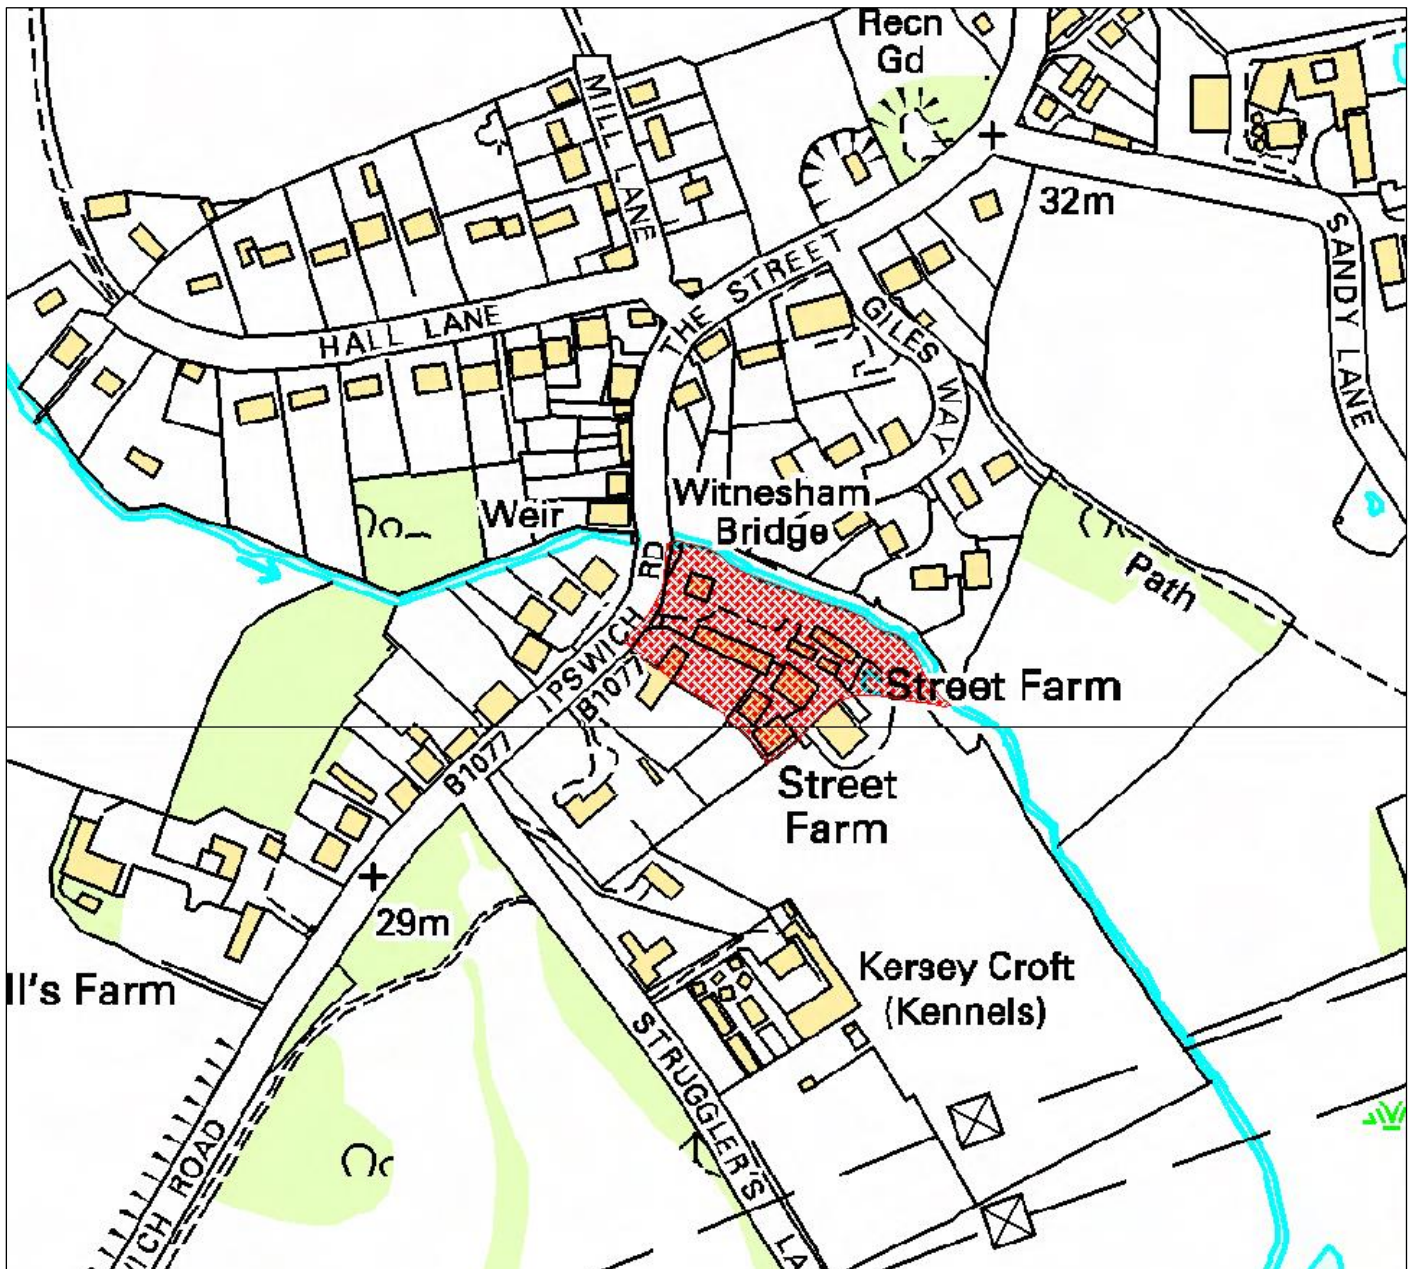 Recn
Gd
MILL LANE
32m
SANDY LANE
THE STREET
HALL LANE
GILES WAY
Weir
Witnesham
Bridge
Path
IPSWICH RD
B1077
Street Farm
B1077
Street
Farm
29m
ll's Farm
Kersey Croft
(Kennels)
STRUGGLER'S LA
WICH ROAD